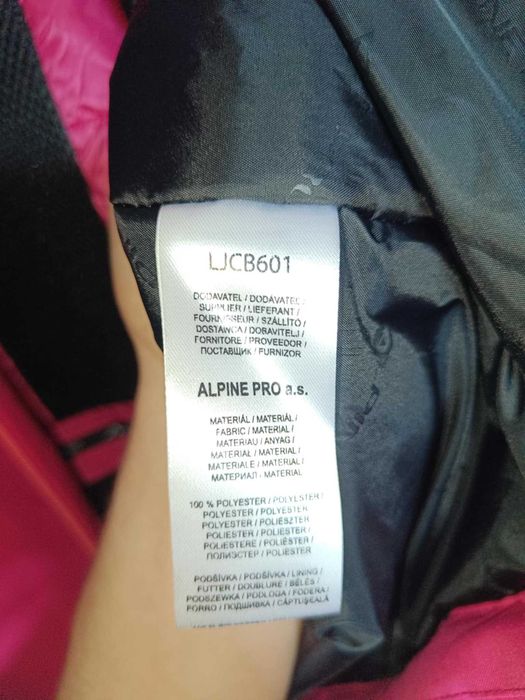 LJCB601
DODAVATEL / DODÁVATEĽ /
SUPPLIER / LIEFERANT /
FOURNISSEUR / SZÁLLÍTÓ /
DOSTAWCA / DOBAVITELJ /
FORNITORE / PROVEEDOR /
ПОСТАВЩИК / FURNIZOR
ALPINE PRO a.s.
MATERIÁL / MATERIÁL /
FABRIC / MATERIAL /
MATERIAU / ANYAG /
MATERIAŁ / MATERIAL /
MATERIALE / MATERIAL
МАТЕРИАЛ / MATERIAL
100 % POLYESTER / POLYESTER /
POLYESTER / POLYESTER
POLYESTER / POLIÉSZTER
POLIESTER / POLIESTER /
POLIESTERE / POLIÉSTER /
ПОЛИЭСТЕР / POLIESTER
PODŠÍVKA / PODŠÍVKA / LINING /
FUTTER / DOUBLURE / BÉLÉS /
PODSZEWKA / PODLOGA / FODERA /
FORRO / ПОДШИВКА / CĂPTUȘEALĂ